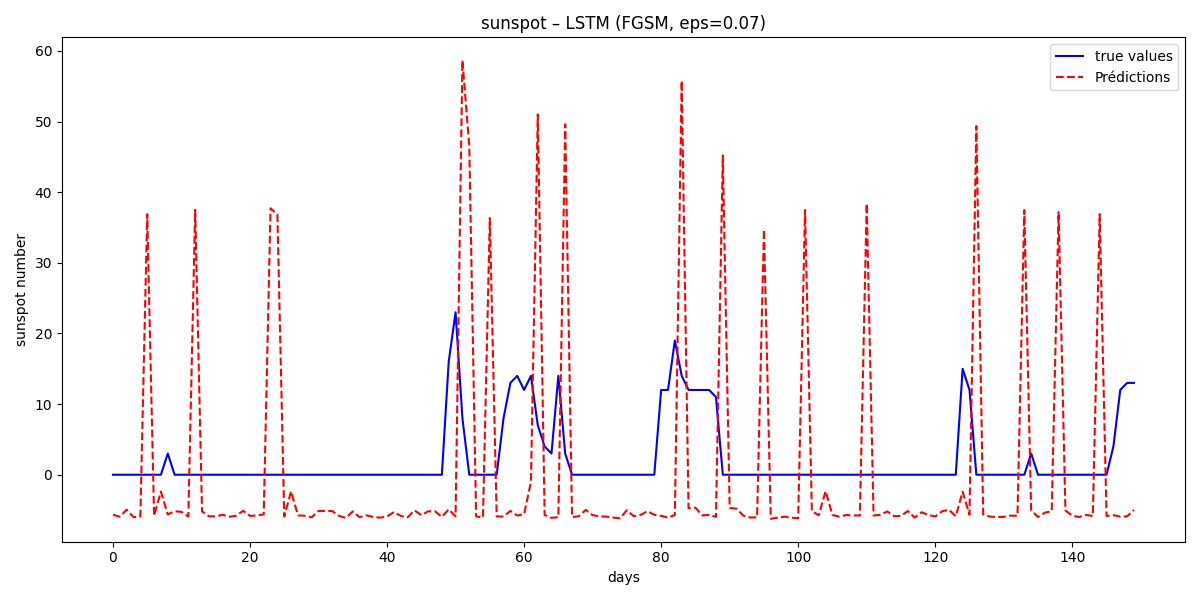 sunspot – LSTM (FGSM, eps=0.07)
true values
Prédictions
sunspot number
60
50
40
30
20
10
0
0 20 40 60 80 100 120 140
days